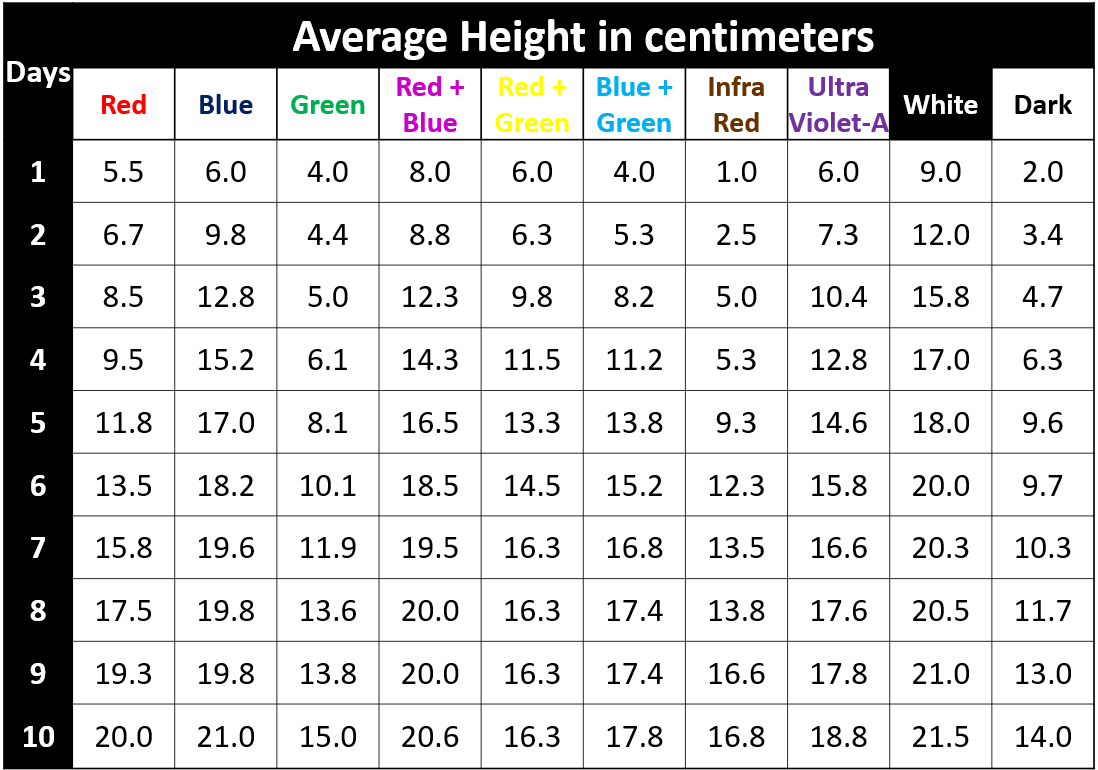 Average Height in centimeters
Days
Red Blue Green Red + Blue Red + Green Blue + Green Infra Red Ultra Violet-A White Dark
1 5.5 6.0 4.0 8.0 6.0 4.0 1.0 6.0 9.0 2.0
2 6.7 9.8 4.4 8.8 6.3 5.3 2.5 7.3 12.0 3.4
3 8.5 12.8 5.0 12.3 9.8 8.2 5.0 10.4 15.8 4.7
4 9.5 15.2 6.1 14.3 11.5 11.2 5.3 12.8 17.0 6.3
5 11.8 17.0 8.1 16.5 13.3 13.8 9.3 14.6 18.0 9.6
6 13.5 18.2 10.1 18.5 14.5 15.2 12.3 15.8 20.0 9.7
7 15.8 19.6 11.9 19.5 16.3 16.8 13.5 16.6 20.3 10.3
8 17.5 19.8 13.6 20.0 16.3 17.4 13.8 17.6 20.5 11.7
9 19.3 19.8 13.8 20.0 16.3 17.4 16.6 17.8 21.0 13.0
10 20.0 21.0 15.0 20.6 16.3 17.8 16.8 18.8 21.5 14.0